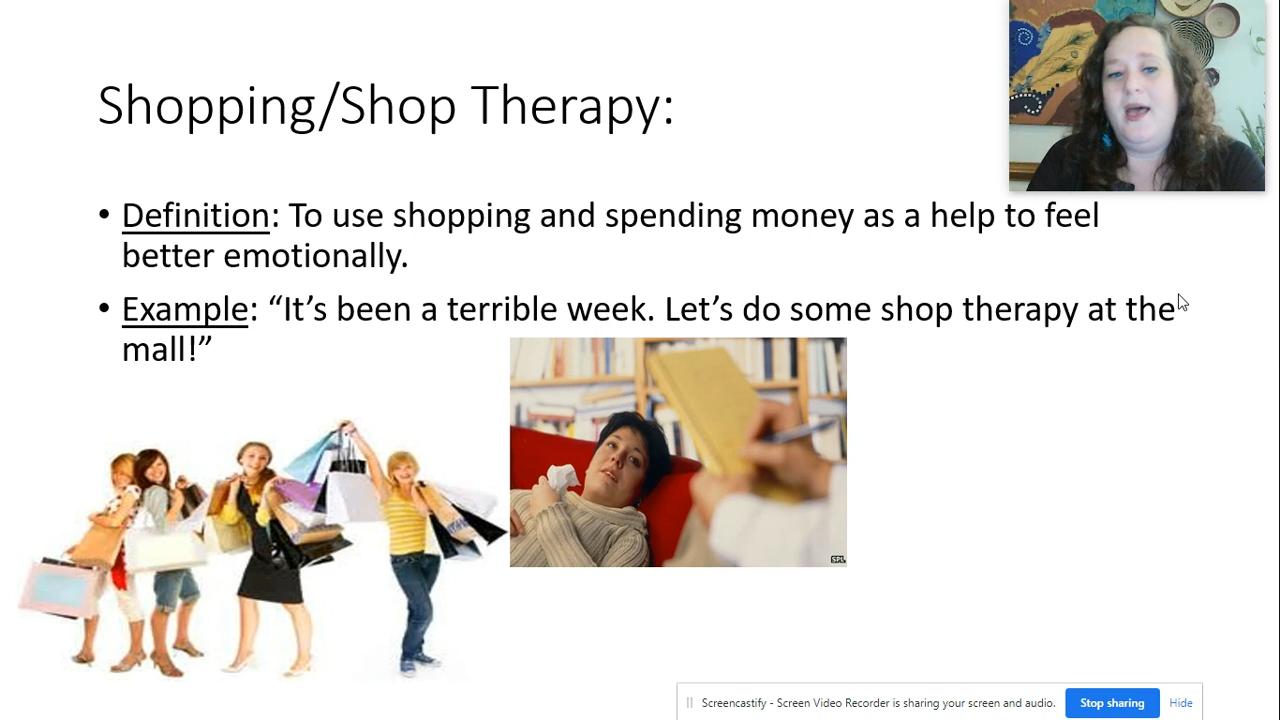 Shopping/Shop Therapy:
• Definition: To use shopping and spending money as a help to feel
better emotionally.
• Example: “It’s been a terrible week. Let’s do some shop therapy at the
mall!”
SPL
Screencastify - Screen Video Recorder is sharing your screen and audio. Stop sharing Hide